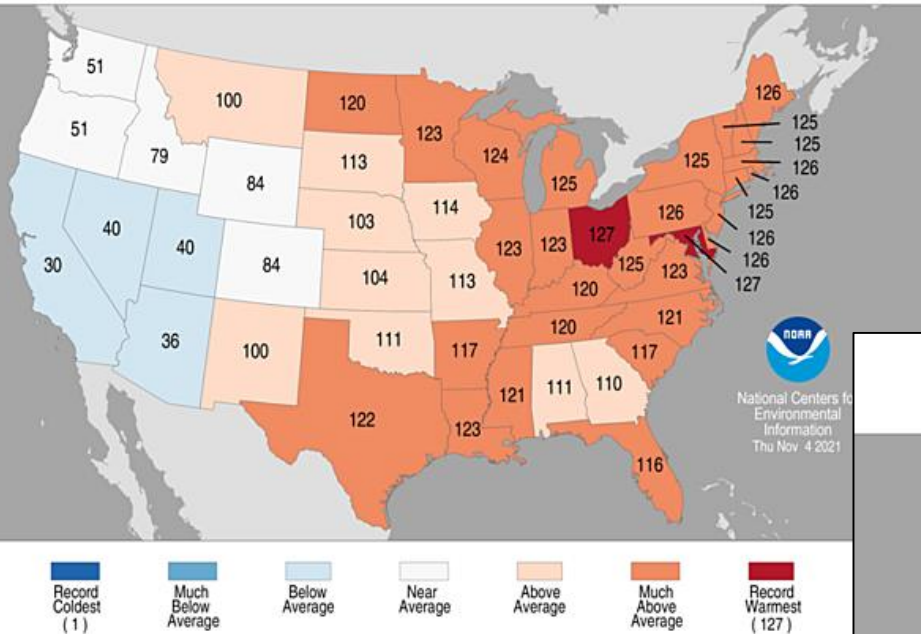 51
100
120
123
126
51
79
113
124
125
125
125
84
125
126
126
114
103
126
125
40
40
126
30
84
123
123
127
125
126
104
113
123
126
127
36
100
120
121
111
117
120
117
122
121
111
110
123
116
NOAA
National Centers fo
Environmental
Information
Thu Nov 4 2021
Record
Coldest
( 1 )
Much
Below
Average
Below
Average
Near
Average
Above
Average
Much
Above
Average
Record
Warmest
( 127 )